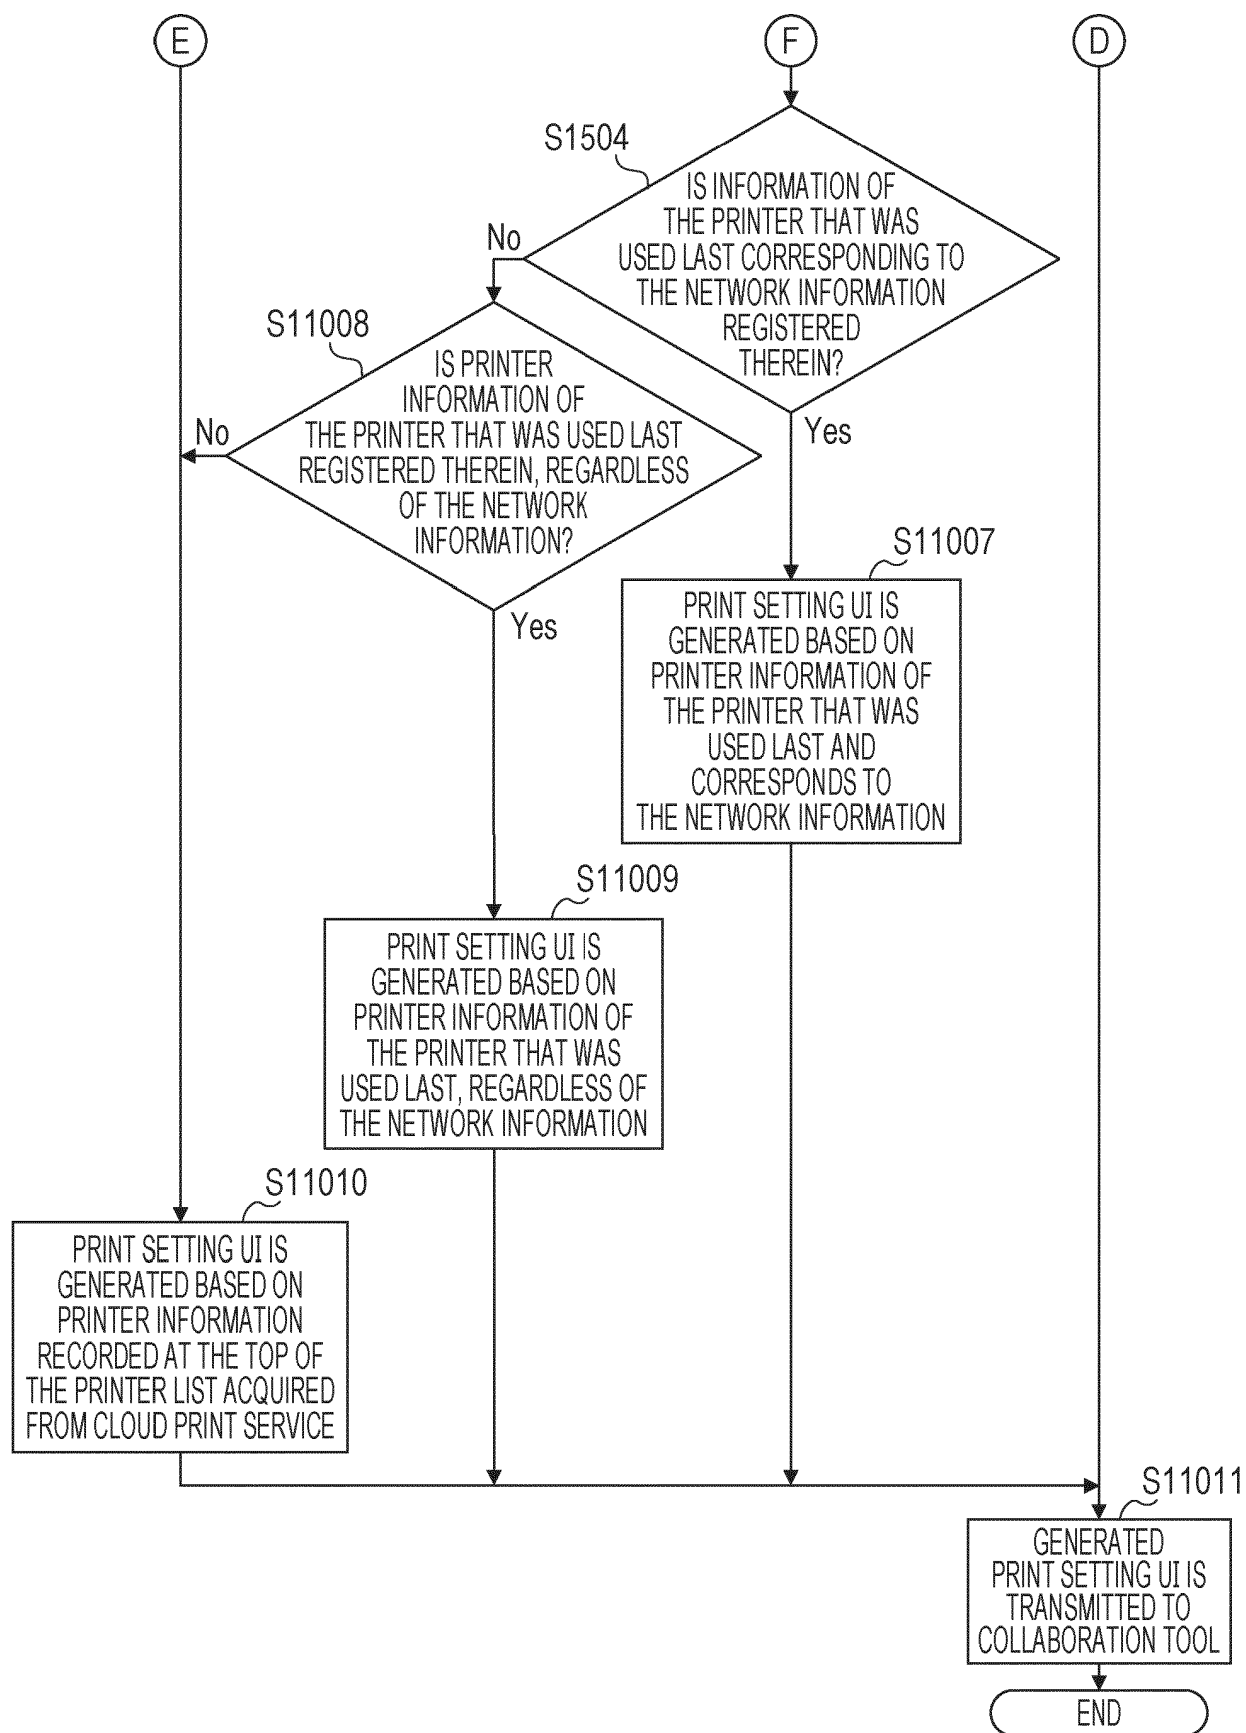 E
F
D
S1504
IS INFORMATION OF
THE PRINTER THAT WAS
USED LAST CORRESPONDING TO
THE NETWORK INFORMATION
REGISTERED
THEREIN?
No
Yes
S11008
IS PRINTER
INFORMATION OF
THE PRINTER THAT WAS USED LAST
REGISTERED THEREIN, REGARDLESS
OF THE NETWORK
INFORMATION?
No
Yes
S11007
PRINT SETTING UI IS
GENERATED BASED ON
PRINTER INFORMATION OF
THE PRINTER THAT WAS
USED LAST AND
CORRESPONDS TO
THE NETWORK INFORMATION
S11009
PRINT SETTING UI IS
GENERATED BASED ON
PRINTER INFORMATION OF
THE PRINTER THAT WAS
USED LAST, REGARDLESS OF
THE NETWORK INFORMATION
S11010
PRINT SETTING UI IS
GENERATED BASED ON
PRINTER INFORMATION
RECORDED AT THE TOP OF
THE PRINTER LIST ACQUIRED
FROM CLOUD PRINT SERVICE
S11011
GENERATED
PRINT SETTING UI IS
TRANSMITTED TO
COLLABORATION TOOL
END